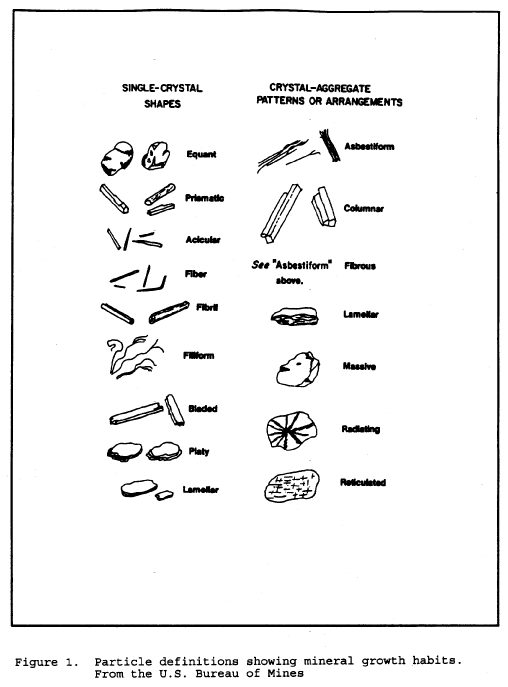 SINGLE-CRYSTAL
SHAPES
Equant
Prismatic
Acicular
Fiber
Fibril
Filiform
Bladed
Platy
Lamellar
CRYSTAL-AGGREGATE
PATTERNS OR ARRANGEMENTS
Asbestiform
Columnar
See "Asbestiform" Fibrous
above.
Lamellar
Massive
Radiating
Reticulated
Figure 1. Particle definitions showing mineral growth habits.
From the U.S. Bureau of Mines